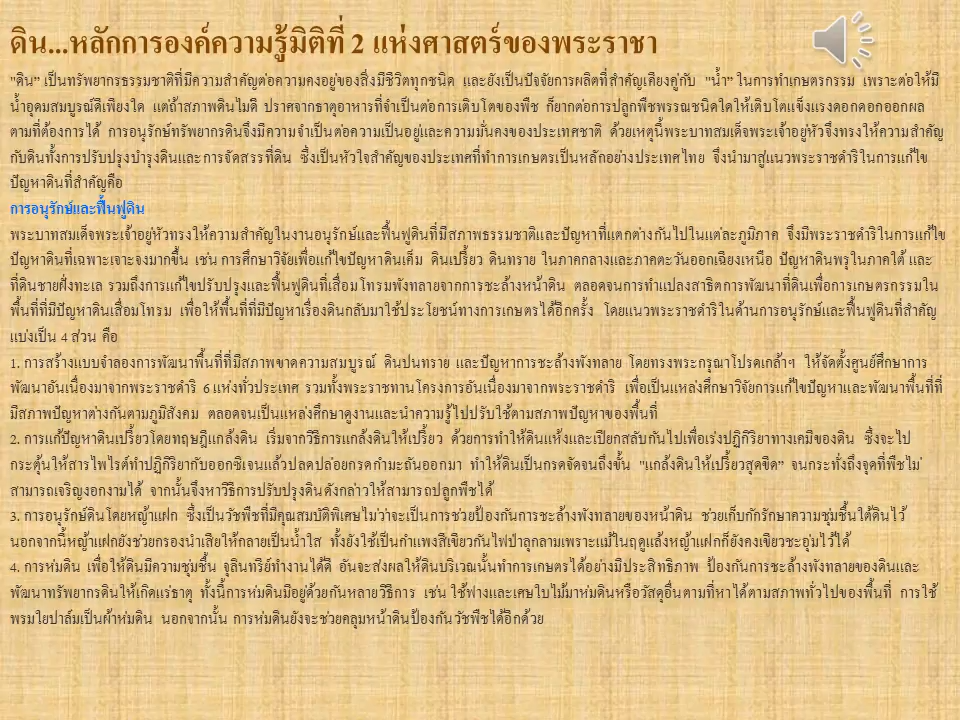 ดิน...หลักการองค์ความรู้มิติที่ 2 แห่งศาสตร์ของพระราชา
"ดิน” เป็นทรัพยากรธรรมชาติที่มีความสำคัญต่อความคงอยู่ของสิ่งมีชีวิตทุกชนิด และยังเป็นปัจจัยการผลิตที่สำคัญเคียงคู่กับ "น้ำ” ในการทำเกษตรกรรม เพราะต่อให้มี
น้ำอุดมสมบูรณ์ดีเพียงใด แต่ถ้าสภาพดินไมดี ปราศจากธาตุอาหารที่จำเป็นต่อการเติบโตของพืช ก็ยากต่อการปลูกพืชพรรณชนิดใดให้เติบโตแข็งแรงดอกดอกออกผล
ตามที่ต้องการได้ การอนุรักษ์ทรัพยากรดินจึงมีความจำเป็นต่อความเป็นอยู่และความมั่นคงของประเทศชาติ ด้วยเหตุนี้พระบาทสมเด็จพระเจ้าอยู่หัวจึงทรงให้ความสำคัญ
กับดินทั้งการปรับปรุงบำรุงดินและการจัดสรรที่ดิน ซึ่งเป็นหัวใจสำคัญของประเทศที่ทำการเกษตรเป็นหลักอย่างประเทศไทย จึงนำมาสู่แนวพระราชดำริในการแก้ไข
ปัญหาดินที่สำคัญคือ
การอนุรักษ์และฟื้นฟูดิน
พระบาทสมเด็จพระเจ้าอยู่หัวทรงให้ความสำคัญในงานอนุรักษ์และฟื้นฟูดินที่มีสภาพธรรมชาติและปัญหาที่แตกต่างกันไปในแต่ละภูมิภาค จึงมีพระราชดำริในการแก้ไข
ปัญหาดินที่เฉพาะเจาะจงมากขึ้น เช่น การศึกษาวิจัยเพื่อแก้ไขปัญหาดินเค็ม ดินเปรี้ยว ดินทราย ในภาคกลางและภาคตะวันออกเฉียงเหนือ ปัญหาดินพรุในภาคใต้ และ
ที่ดินชายฝั่งทะเล รวมถึงการแก้ไขปรับปรุงและฟื้นฟูดินที่เสื่อมโทรมพังทลายจากการชะล้างหน้าดิน ตลอดจนการทำแปลงสาธิตการพัฒนาที่ดินเพื่อการเกษตรกรรมใน
พื้นที่ที่มีปัญหาดินเสื่อมโทรม เพื่อให้พื้นที่ที่มีปัญหาเรื่องดินกลับมาใช้ประโยชน์ทางการเกษตรได้อีกครั้ง โดยแนวพระราชดำริในด้านการอนุรักษ์และฟื้นฟูดินที่สำคัญ
แบ่งเป็น 4 ส่วน คือ
1. การสร้างแบบจำลองการพัฒนาพื้นที่ที่มีสภาพขาดความสมบูรณ์ ดินปนทราย และปัญหาการชะล้างพังทลาย โดยทรงพระกรุณาโปรดเกล้าฯ ให้จัดตั้งศูนย์ศึกษาการ
พัฒนาอันเนื่องมาจากพระราชดำริ 6 แห่งทั่วประเทศ รวมทั้งพระราชทานโครงการอันเนื่องมาจากพระราชดำริ เพื่อเป็นแหล่งศึกษาวิจัยการแก้ไขปัญหาและพัฒนาพื้นที่ที่
มีสภาพปัญหาต่างกันตามภูมิสังคม ตลอดจนเป็นแหล่งศึกษาดูงานและนำความรู้ไปปรับใช้ตามสภาพปัญหาของพื้นที่
2. การแก้ปัญหาดินเปรี้ยวโดยทฤษฎีแกล้งดิน เริ่มจากวิธีการแกล้งดินให้เปรี้ยว ด้วยการทำให้ดินแห้งและเปียกสลับกันไปเพื่อเร่งปฏิกิริยาทางเคมีของดิน ซึ่งจะไป
กระตุ้นให้สารไพไรต์ทำปฏิกิริยากับออกซิเจนแล้วปลดปล่อยกรดกำมะถันออกมา ทำให้ดินเป็นกรดจัดจนถึงขั้น "แกล้งดินให้เปรี้ยวสุดขีด” จนกระทั่งถึงจุดที่พืชไม่
สามารถเจริญงอกงามได้ จากนั้นจึงหาวิธีการปรับปรุงดินดังกล่าวให้สามารถปลูกพืชได้
3. การอนุรักษ์ดินโดยหญ้าแฝก ซึ่งเป็นวัชพืชที่มีคุณสมบัติพิเศษไม่ว่าจะเป็นการช่วยป้องกันการชะล้างพังทลายของหน้าดิน ช่วยเก็บกักรักษาความชุ่มชื้นใต้ดินไว้
นอกจากนี้หญ้าแฝกยังช่วยกรองน้ำเสียให้กลายเป็นน้ำใส ทั้งยังใช้เป็นกำแพงสีเขียวกันไฟป่าลุกลามเพราะแม้ในฤดูแล้งหญ้าแฝกก็ยังคงเขียวชะอุ่มไว้ได้
4. การห่มดิน เพื่อให้ดินมีความชุ่มชื้น จุลินทรีย์ทำงานได้ดี อันจะส่งผลให้ดินบริเวณนั้นทำการเกษตรได้อย่างมีประสิทธิภาพ ป้องกันการชะล้างพังทลายของดินและ
พัฒนาทรัพยากรดินให้เกิดแร่ธาตุ ทั้งนี้การห่มดินมีอยู่ด้วยกันหลายวิธีการ เช่น ใช้ฟางและเศษใบไม้มาห่มดินหรือวัสดุอื่นตามที่หาได้ตามสภาพทั่วไปของพื้นที่ การใช้
พรมใยปาล์มเป็นผ้าห่มดิน นอกจากนั้น การห่มดินยังจะช่วยคลุมหน้าดินป้องกันวัชพืชได้อีกด้วย